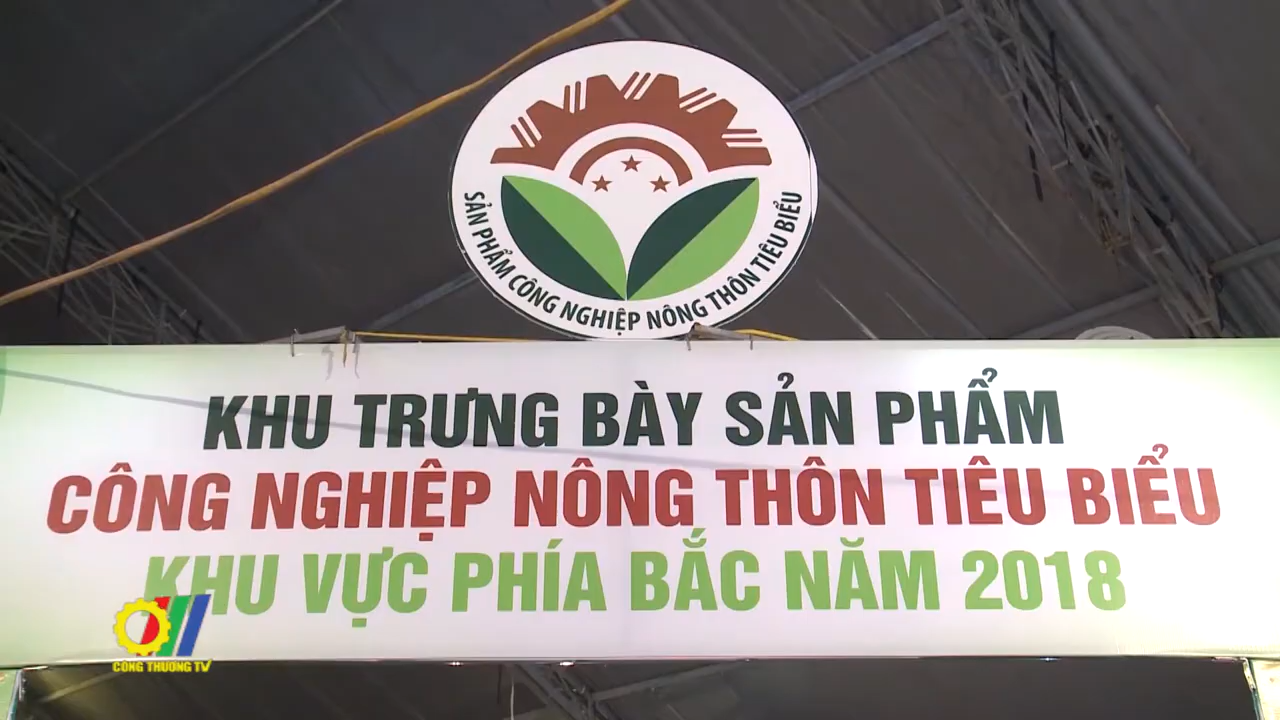 SẢN PHẨM CÔNG NGHIỆP NÔNG THÔN TIÊU BIỂU
KHU TRƯNG BÀY SẢN PHẨM
CÔNG NGHIỆP NÔNG THÔN TIÊU BIỂU
KHU VỰC PHÍA BẮC NĂM 2018
CÔNG THƯƠNG TV